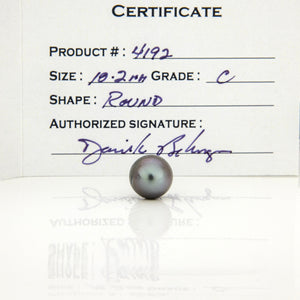 CERTIFICATE
PRODUCT #: 4192
SIZE: 10.2mm GRADE: C
SHAPE: ROUND
AUTHORIZED SIGNATURE: